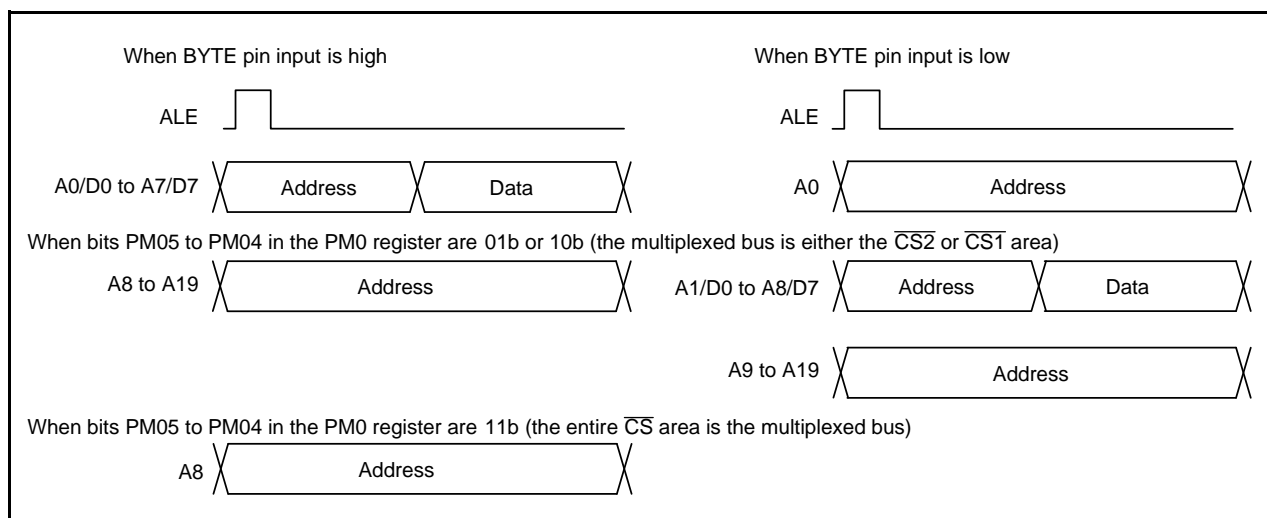 When BYTE pin input is high
When BYTE pin input is low
ALE
ALE
A0/D0 to A7/D7
Address
Data
A0
Address
When bits PM05 to PM04 in the PM0 register are 01b or 10b (the multiplexed bus is either the C̅S̅2̅ or C̅S̅1̅ area)
A8 to A19
Address
A1/D0 to A8/D7
Address
Data
A9 to A19
Address
When bits PM05 to PM04 in the PM0 register are 11b (the entire C̅S̅ area is the multiplexed bus)
A8
Address